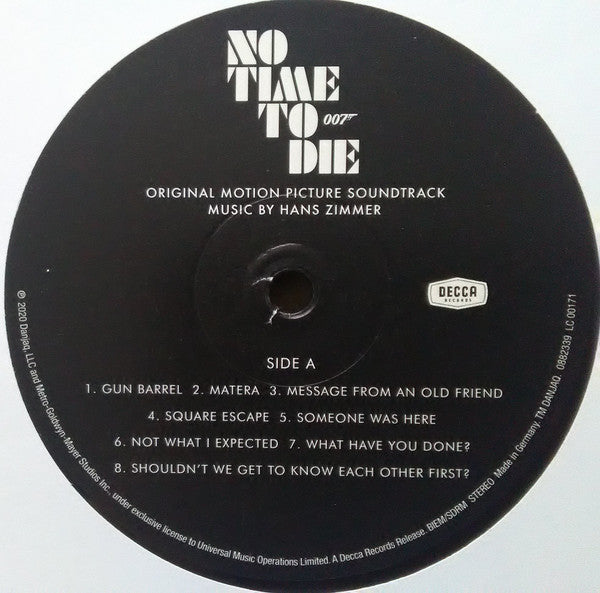 NO
TIME
TO 007
DIE
ORIGINAL MOTION PICTURE SOUNDTRACK
MUSIC BY HANS ZIMMER
DECCA
RECORDS
SIDE A
1. GUN BARREL 2. MATERA 3. MESSAGE FROM AN OLD FRIEND
4. SQUARE ESCAPE 5. SOMEONE WAS HERE
6. NOT WHAT I EXPECTED 7. WHAT HAVE YOU DONE?
8. SHOULDN'T WE GET TO KNOW EACH OTHER FIRST?
℗ 2020 Danjaq, LLC and Metro-Goldwyn-Mayer Studios Inc., under exclusive license to Universal Music Operations Limited. A Decca Records Release. BIEM/SDRM STEREO Made in Germany. TM DANJAQ. 0882339 LC 00171